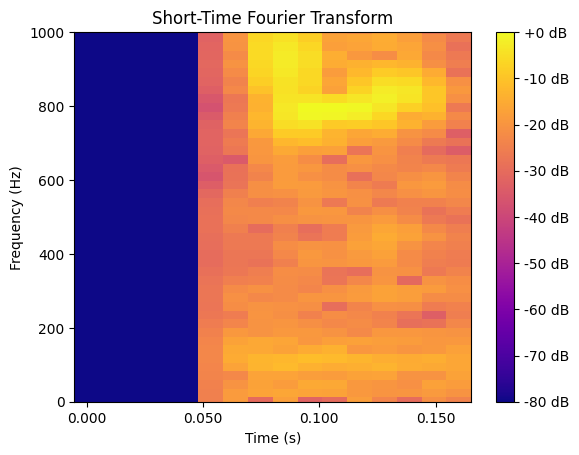 Short-Time Fourier Transform
1000
800
600
400
200
0
Frequency (Hz)
0.000
0.050
0.100
0.150
Time (s)
+0 dB
-10 dB
-20 dB
-30 dB
-40 dB
-50 dB
-60 dB
-70 dB
-80 dB